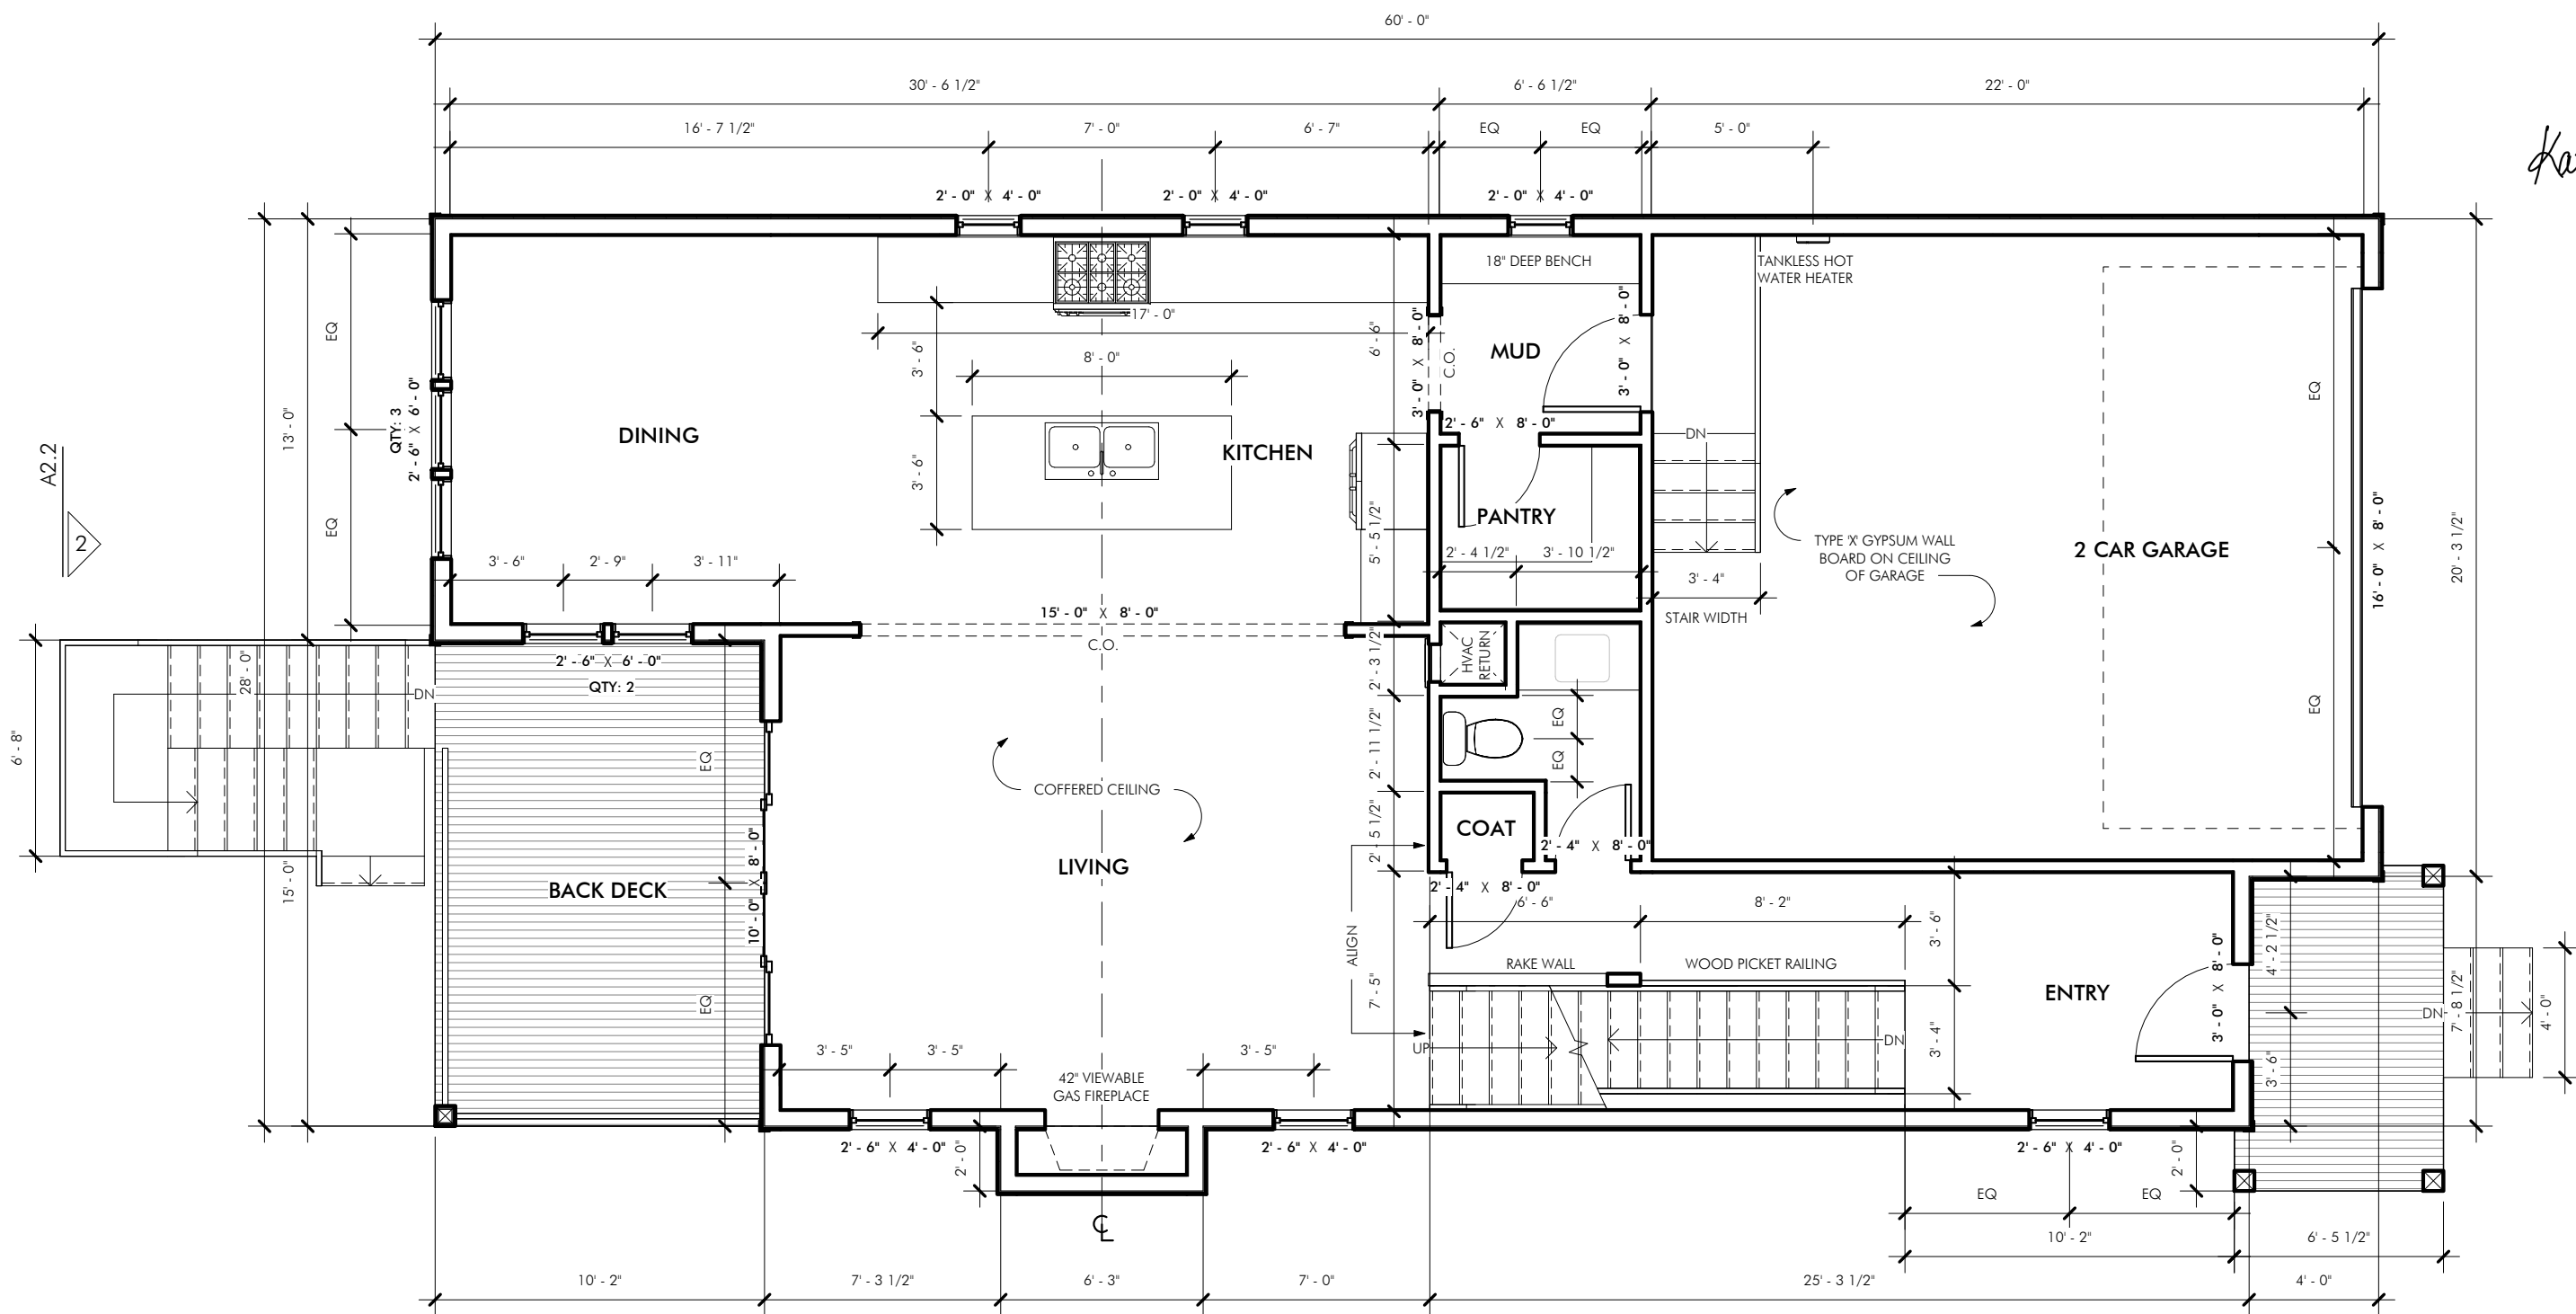 60' - 0"
30' - 6 1/2"
6' - 6 1/2"
22' - 0"
16' - 7 1/2"
7' - 0"
6' - 7"
EQ
EQ
5' - 0"
2' - 0" X 4' - 0"
2' - 0" X 4' - 0"
2' - 0" X 4' - 0"
18" DEEP BENCH
TANKLESS HOT
WATER HEATER
17' - 0"
8' - 0"
3' - 6"
3' - 6"
6' - 6"
3' - 0" X 8' - 0"
C.O.
MUD
3' - 0" X 8' - 0"
EQ
EQ
QTY: 3
2' - 6" X 6' - 0"
13' - 0"
A2.2
2
DINING
KITCHEN
2' - 6" X 8' - 0"
PANTRY
DN
2' - 4 1/2"
3' - 10 1/2"
5' - 5 1/2"
TYPE 'X' GYPSUM WALL
BOARD ON CEILING
OF GARAGE
2 CAR GARAGE
EQ
EQ
16' - 0" X 8' - 0"
20' - 3 1/2"
3' - 4"
STAIR WIDTH
3' - 6"
2' - 9"
3' - 11"
15' - 0" X 8' - 0"
C.O.
2' - 6" X 6' - 0"
QTY: 2
HVAC
RETURN
2' - 3 1/2"
28' - 0"
DN
6' - 8"
EQ
EQ
2' - 11 1/2"
EQ
EQ
COFFERED CEILING
COAT
2' - 5 1/2"
2' - 4" X 8' - 0"
LIVING
BACK DECK
15' - 0"
10' - 0" X 8' - 0"
2' - 4" X 8' - 0"
6' - 6"
8' - 2"
3' - 6"
ALIGN
RAKE WALL
WOOD PICKET RAILING
7' - 5"
ENTRY
3' - 0" X 8' - 0"
4' - 2 1/2"
7' - 8 1/2"
DN
4' - 0"
UP
DN
3' - 4"
3' - 6"
3' - 5"
3' - 5"
3' - 5"
42" VIEWABLE
GAS FIREPLACE
2' - 6" X 4' - 0"
2' - 0"
2' - 6" X 4' - 0"
2' - 6" X 4' - 0"
2' - 0"
EQ
EQ
CL
10' - 2"
6' - 5 1/2"
10' - 2"
7' - 3 1/2"
6' - 3"
7' - 0"
25' - 3 1/2"
4' - 0"